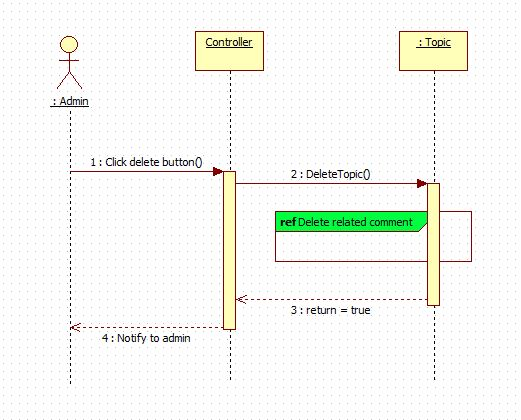 Controller
: Topic
: Admin
1 : Click delete button()
2 : DeleteTopic()
ref Delete related comment
3 : return = true
4 : Notify to admin